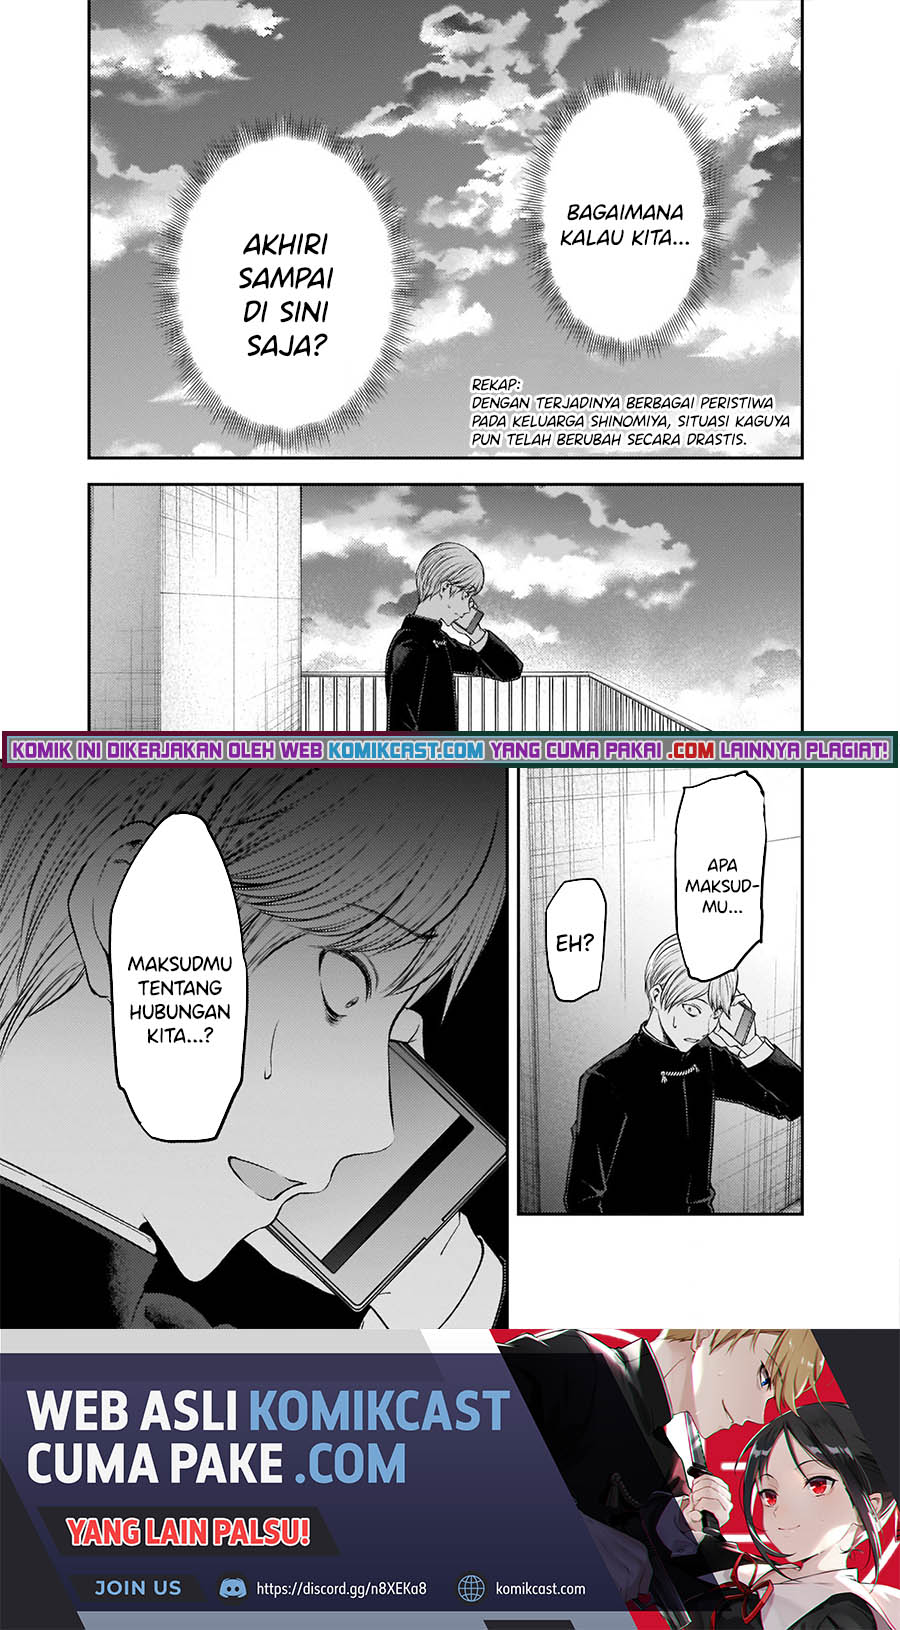 BAGAIMANA
KALAU KITA...
AKHIRI
SAMPAI
DI SINI
SAJA?
REKAP:
DENGAN TERJADINYA BERBAGAI PERISTIWA
PADA KELUARGA SHINOMIYA, SITUASI KAGUYA
PUN TELAH BERUBAH SECARA DRASTIS.
KOMIK INI DIKERJAKAN OLEH WEB KOMIKCAST.COM YANG CUMA PAKAI .COM LAINNYA PLAGIAT!
APA
MAKSUD-
MU...
EH?
MAKSUDMU
TENTANG
HUBUNGAN
KITA...?
WEB ASLI KOMIKCAST
CUMA PAKE .COM
YANG LAIN PALSU!
JOIN US https://discord.gg/n8XEKa8 komikcast.com